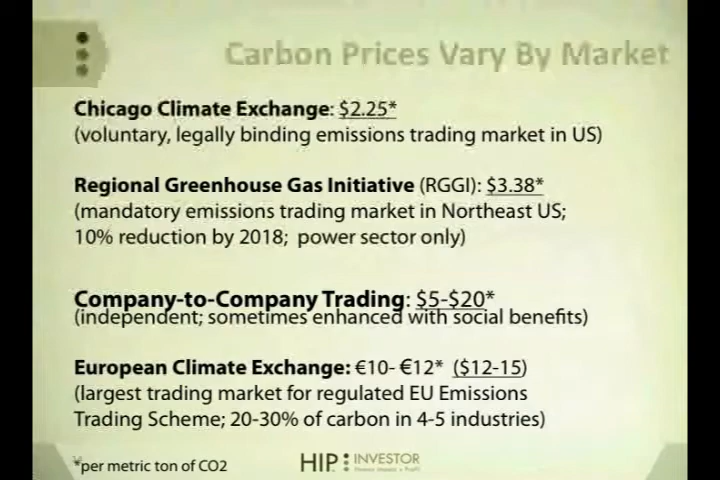 Carbon Prices Vary By Market
Chicago Climate Exchange: $2.25*
(voluntary, legally binding emissions trading market in US)
Regional Greenhouse Gas Initiative (RGGI): $3.38*
(mandatory emissions trading market in Northeast US;
10% reduction by 2018; power sector only)
Company-to-Company Trading: $5-$20*
(independent; sometimes enhanced with social benefits)
European Climate Exchange: €10- €12* ($12-15)
(largest trading market for regulated EU Emissions
Trading Scheme; 20-30% of carbon in 4-5 industries)
*per metric ton of CO2
HIP: INVESTOR